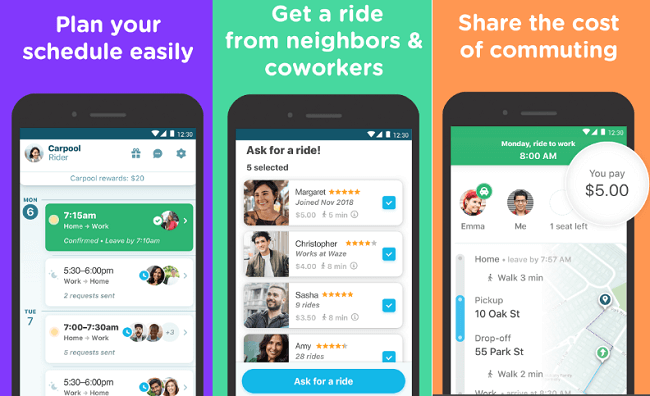 Plan your
schedule easily
12:30
Carpool
Rider
Carpool rewards: $20
MON
6
7:15am
Home → Work
Confirmed • Leave by 7:10am
5:30–6:00pm
Work → Home
2 requests sent
TUE
7
7:00–7:30am
Home → Work
+3
5 requests sent
5:30–6:00pm
Work → Home
Get a ride
from neighbors &
coworkers
12:30
Ask for a ride!
5 selected
Margaret
Joined Nov 2018
$5.00 5 min
Christopher
Works at Waze
$4.00 8 min
Sasha
9 rides
$3.50 8 min
Amy
28 rides
Ask for a ride
Share the cost
of commuting
12:30
Monday, ride to work
8:00 AM
You pay
$5.00
Emma
Me
1 seat left
Home • leave by 7:57 AM
Walk 3 min
Pickup
10 Oak St
Drop-off
55 Park St
Walk 2 min
Work • arrive at 8:20 AM